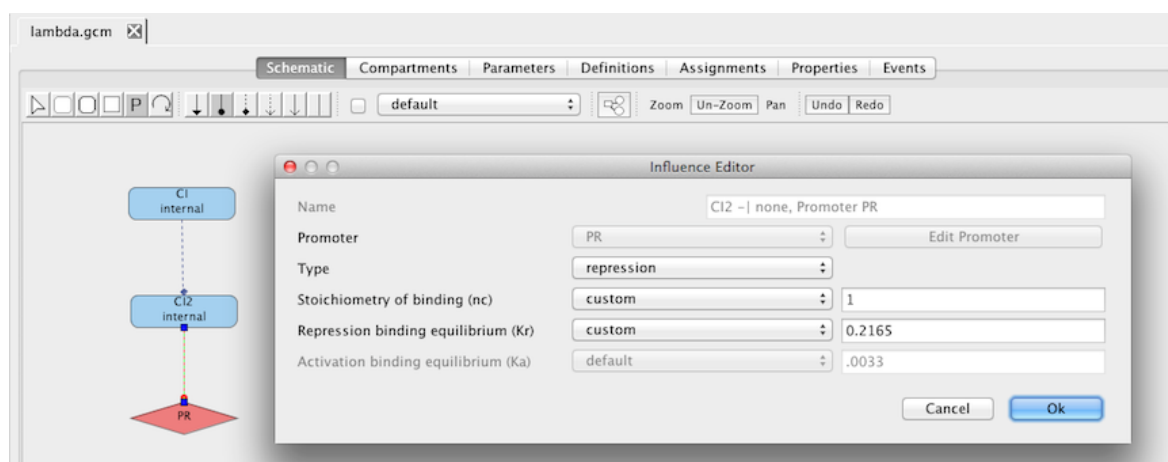 lambda.gcm
Schematic Compartments Parameters Definitions Assignments Properties Events
P default Zoom Un-Zoom Pan Undo Redo
Influence Editor
CI
internal
Name CI2 -| none, Promoter PR
Promoter PR Edit Promoter
Type repression
CI2
internal
Stoichiometry of binding (nc) custom 1
Repression binding equilibrium (Kr) custom 0.2165
Activation binding equilibrium (Ka) default .0033
PR
Cancel Ok